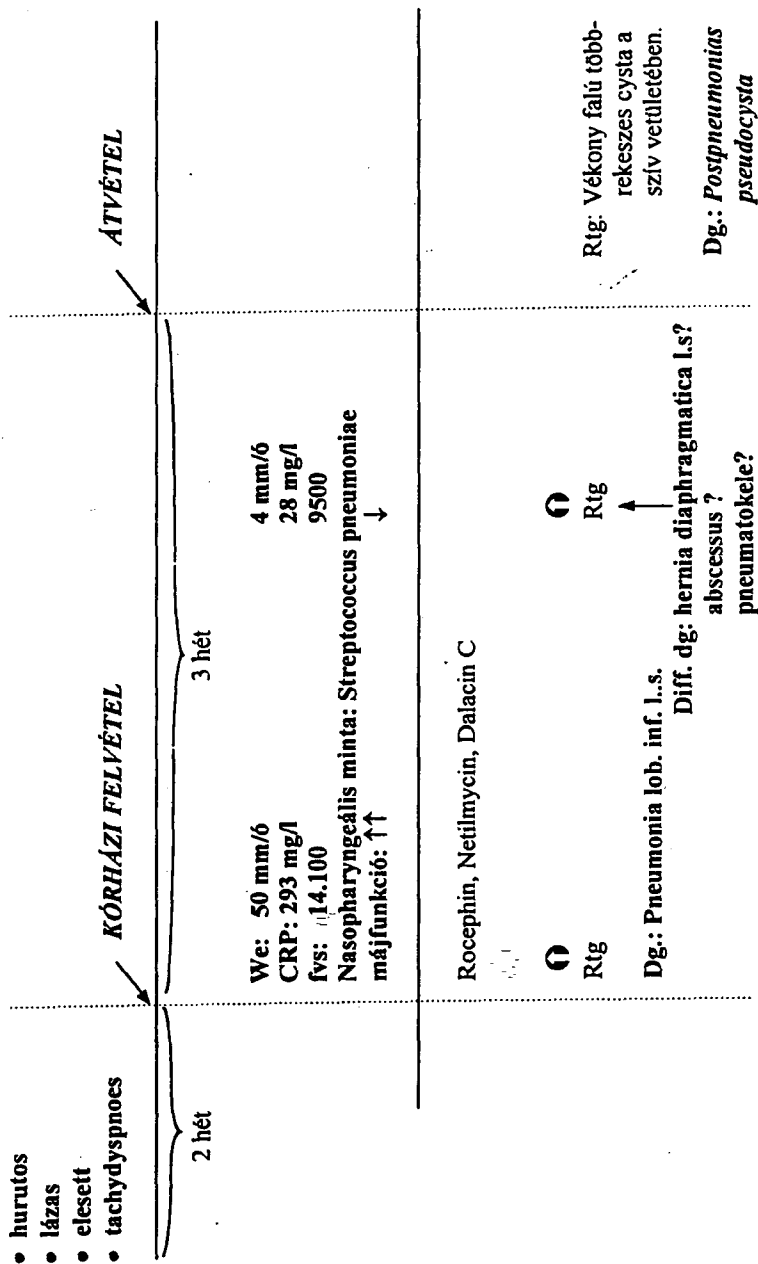 • hurutos
• lázas
• elesett
• tachydyspnoes
KÓRHÁZI FELVÉTEL
ÁTVÉTEL
2 hét
3 hét
We: 50 mm/ó 4 mm/ó
CRP: 293 mg/l 28 mg/l
fvs: 14.100 9500
Nasopharyngeális minta: Streptococcus pneumoniae
májfunkció: ↑↑ ↓
Rocephin, Netilmycin, Dalacin C
Rtg Rtg
Dg.: Pneumonia lob. inf. l..s.
Diff. dg: hernia diaphragmatica l.s?
abscessus ?
pneumatokele?
Rtg: Vékony falú több-
rekeszes cysta a
szív vetületében.
Dg.: Postpneumonias
pseudocysta